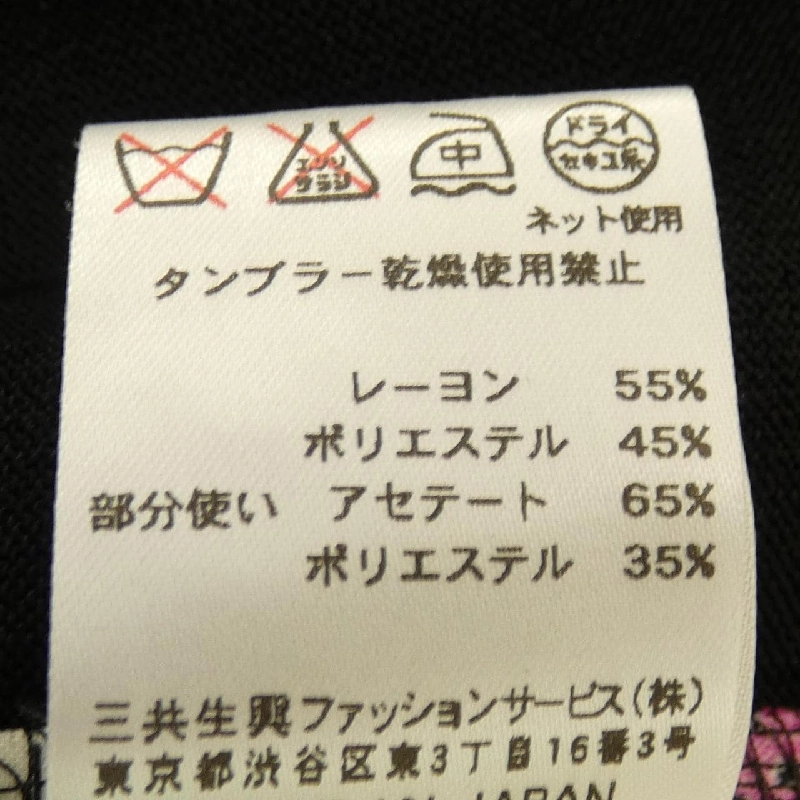 エンソ サラシ 中 ドライ セキユ系
ネット使用
タンブラー乾燥使用禁止
レーヨン 55%
ポリエステル 45%
部分使い アセテート 65%
ポリエステル 35%
三共生興ファッションサービス(株)
東京都渋谷区東3丁目16番3号
JAPAN